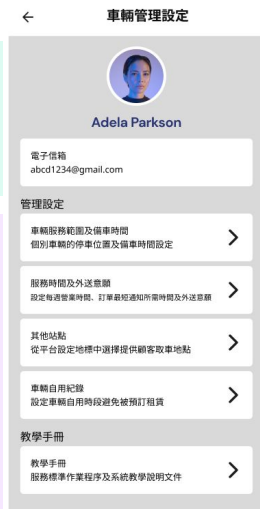 車輛管理設定
Adela Parkson
電子信箱
abcd1234@gmail.com
管理設定
車輛服務範圍及備車時間
個別車輛的停車位置及備車時間設定
服務時間及外送意願
設定每週營業時間、訂單最短通知所需時間及外送意願
其他站點
從平台設定地標中選擇提供顧客取車地點
車輛自用紀錄
設定車輛自用時段避免被預訂租賃
教學手冊
教學手冊
服務標準作業程序及系統教學說明文件